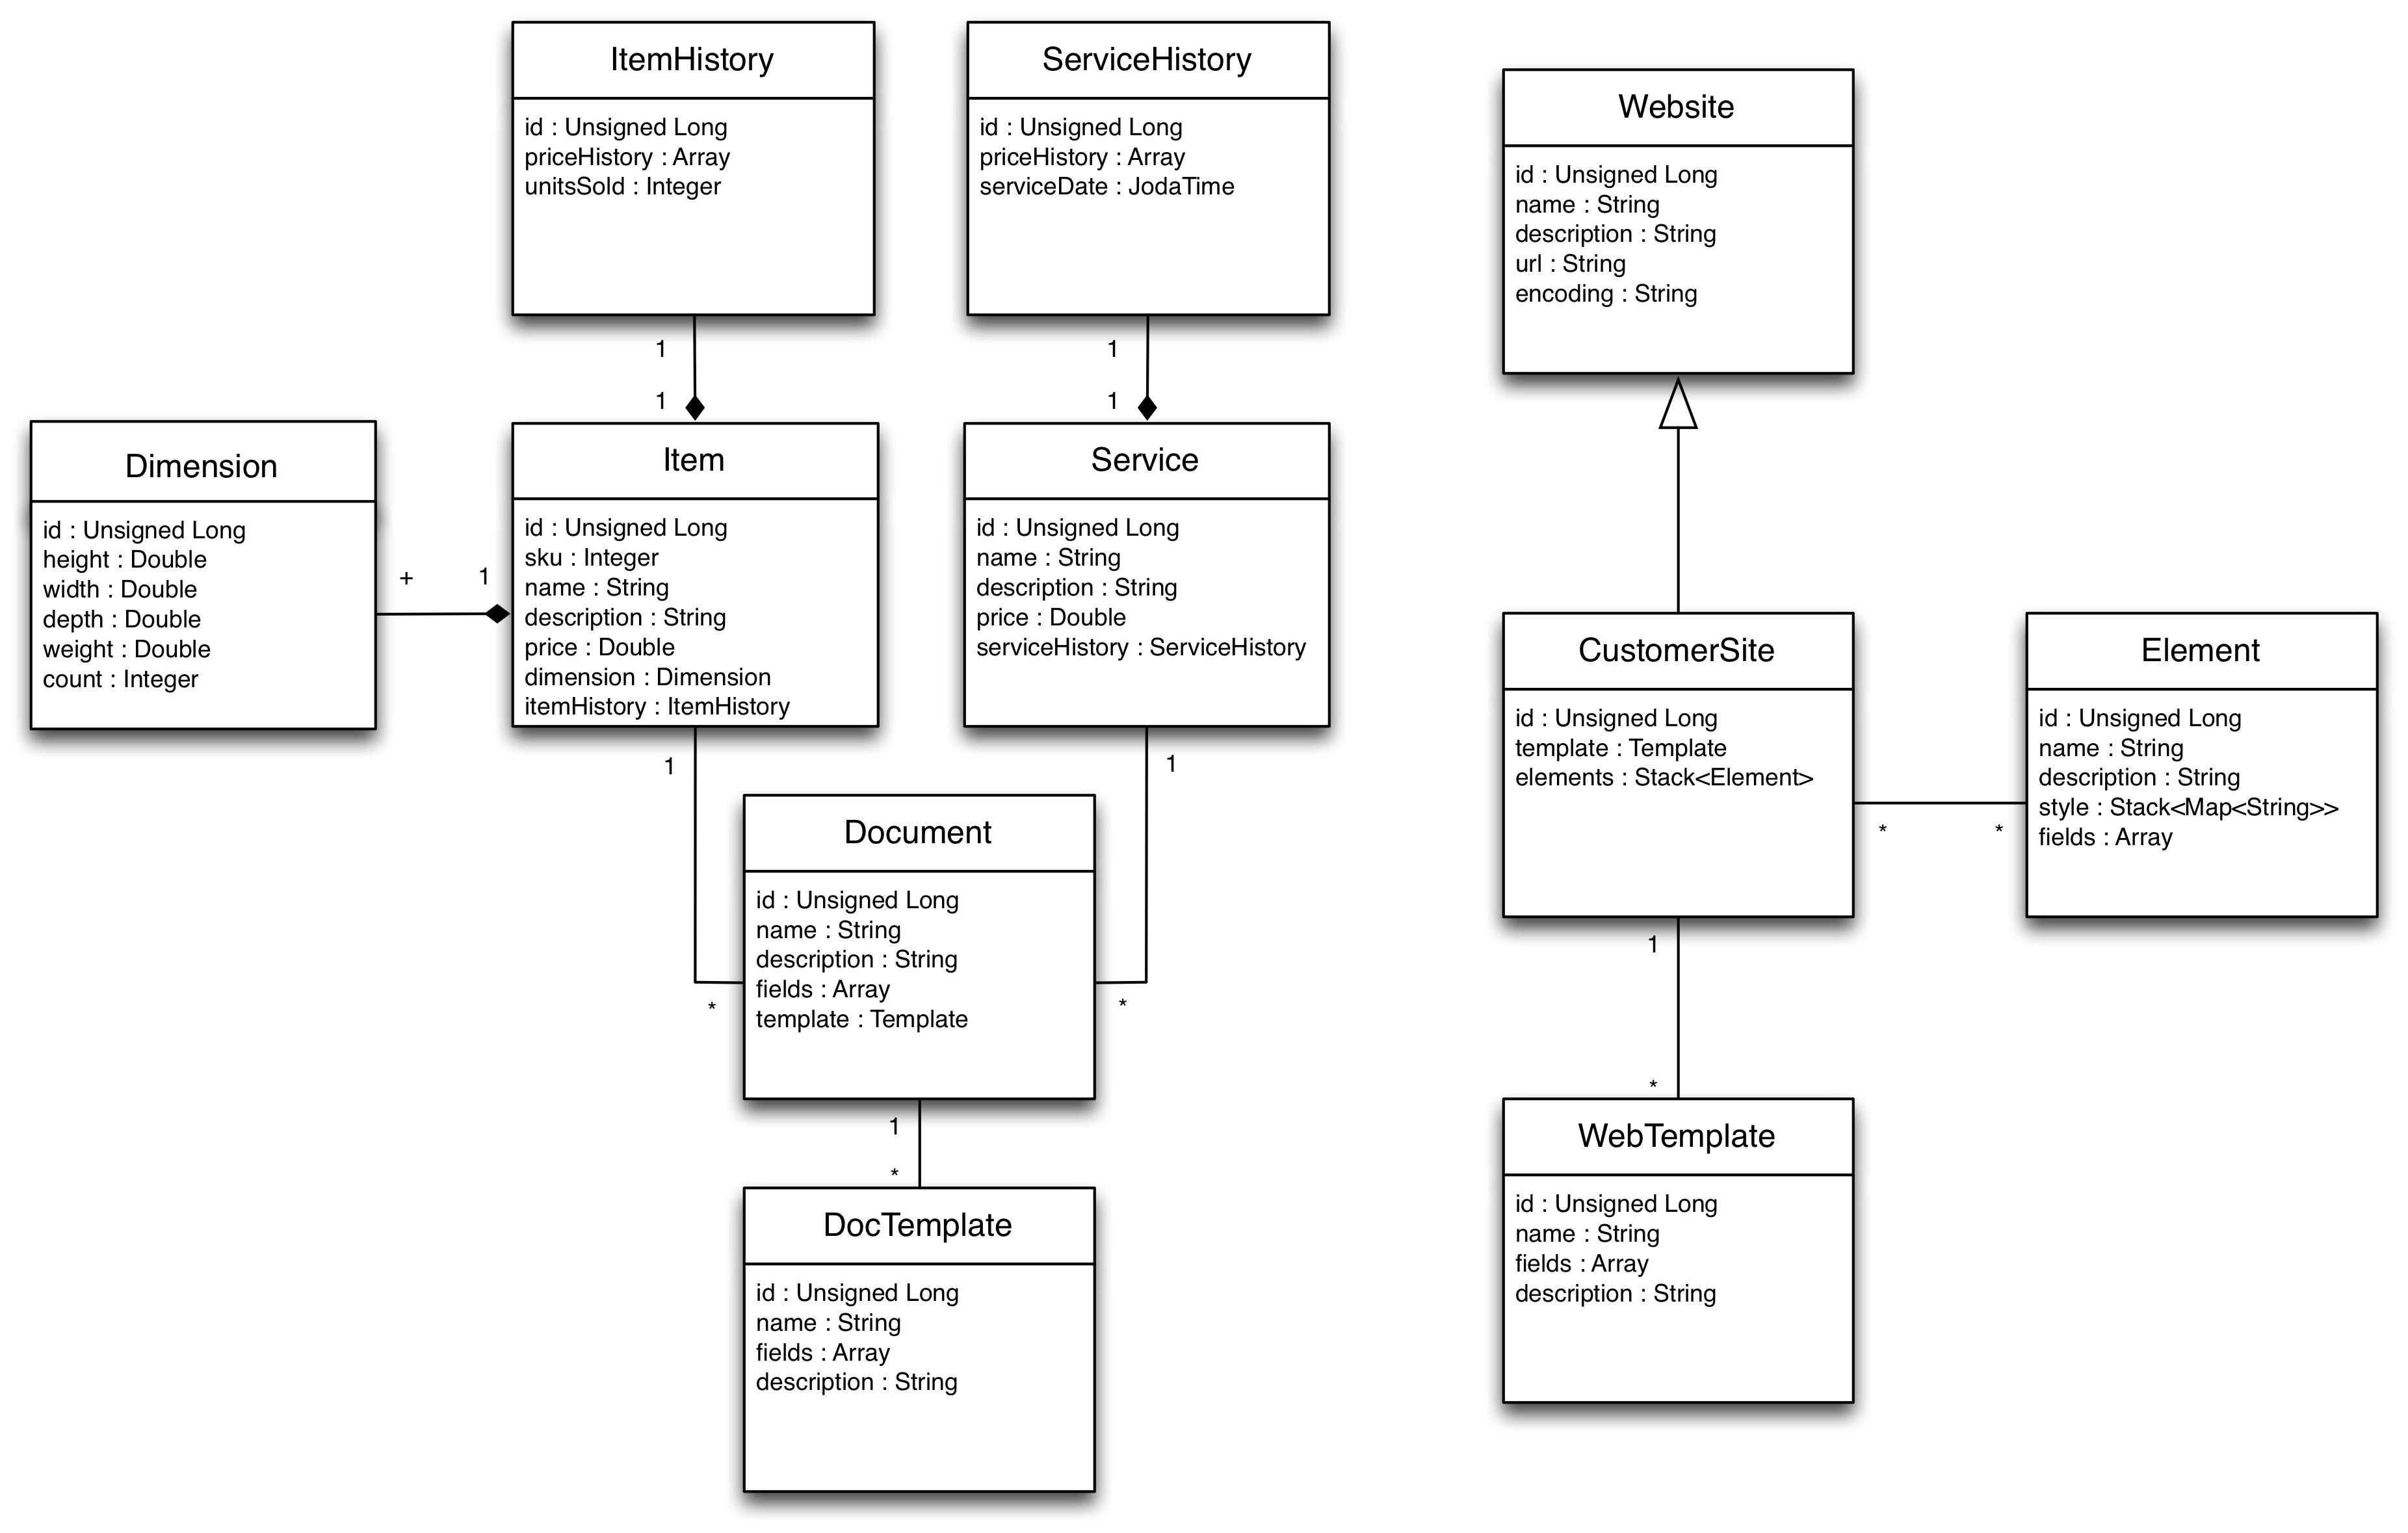 ItemHistory
id : Unsigned Long
priceHistory : Array
unitsSold : Integer
1
1
ServiceHistory
id : Unsigned Long
priceHistory : Array
serviceDate : JodaTime
1
1
Dimension
id : Unsigned Long
height : Double
width : Double
depth : Double
weight : Double
count : Integer
+ 1
Item
id : Unsigned Long
sku : Integer
name : String
description : String
price : Double
dimension : Dimension
itemHistory : ItemHistory
1
*
Service
id : Unsigned Long
name : String
description : String
price : Double
serviceHistory : ServiceHistory
1
*
Document
id : Unsigned Long
name : String
description : String
fields : Array
template : Template
1
*
DocTemplate
id : Unsigned Long
name : String
fields : Array
description : String
Website
id : Unsigned Long
name : String
description : String
url : String
encoding : String
CustomerSite
id : Unsigned Long
template : Template
elements : Stack<Element>
* *
Element
id : Unsigned Long
name : String
description : String
style : Stack<Map<String>>
fields : Array
1
*
WebTemplate
id : Unsigned Long
name : String
fields : Array
description : String